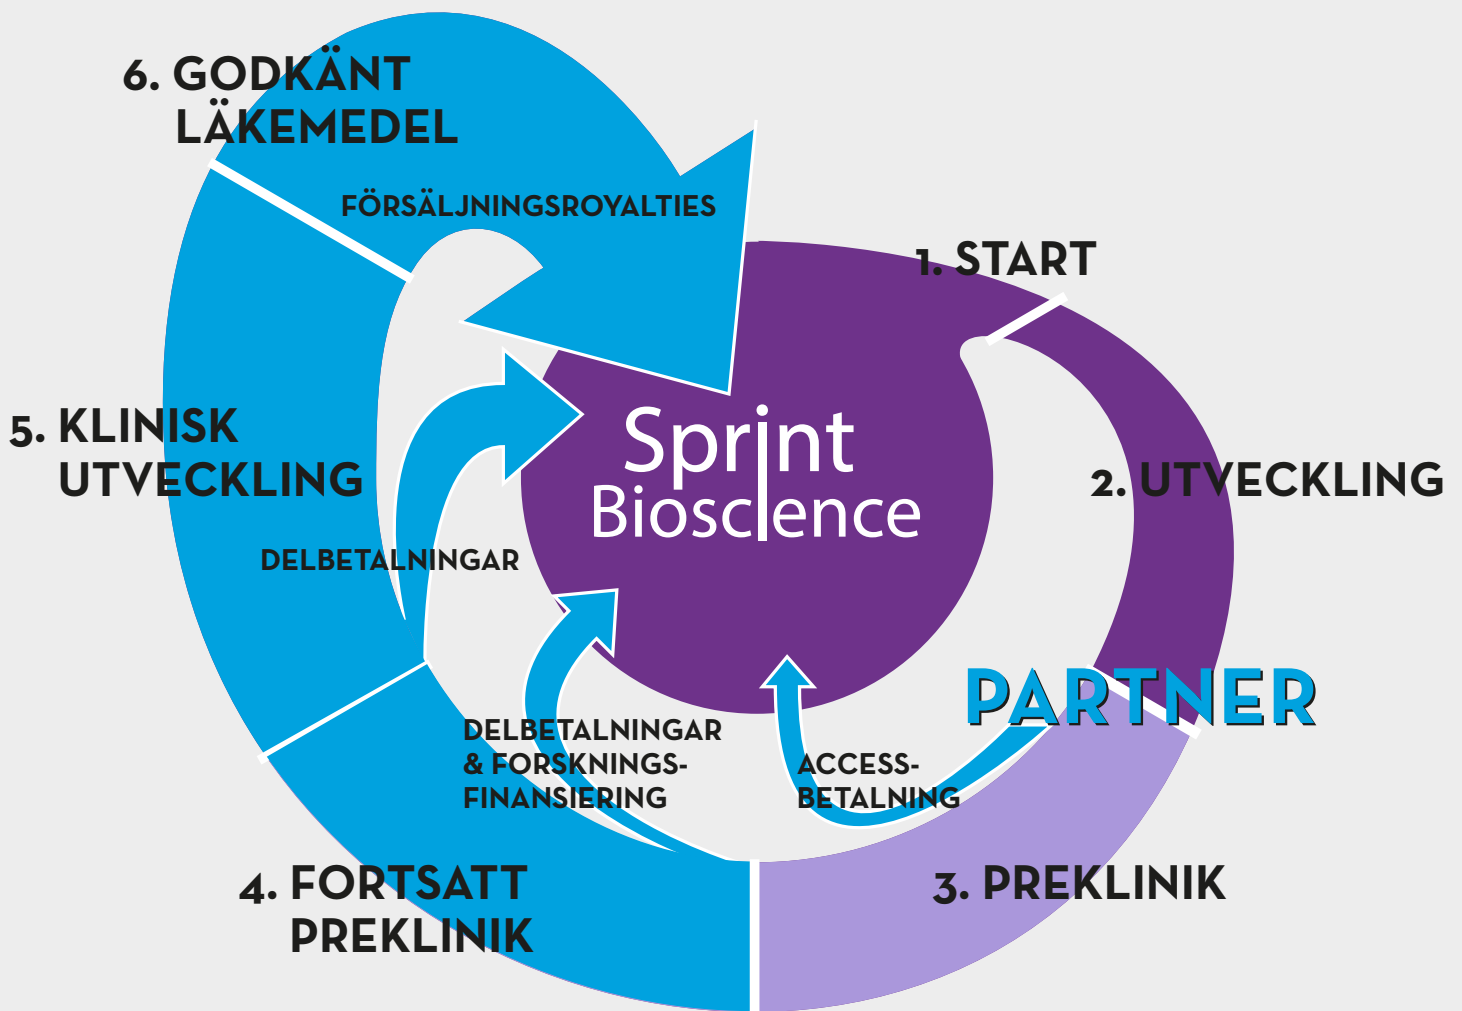 6. GODKÄNT
LÄKEMEDEL
FÖRSÄLJNINGSROYALTIES
1. START
5. KLINISK
UTVECKLING
Sprint
Bioscience
2. UTVECKLING
DELBETALNINGAR
PARTNER
DELBETALNINGAR
& FORSKNINGS-
FINANSIERING
ACCESS-
BETALNING
4. FORTSATT
PREKLINIK
3. PREKLINIK